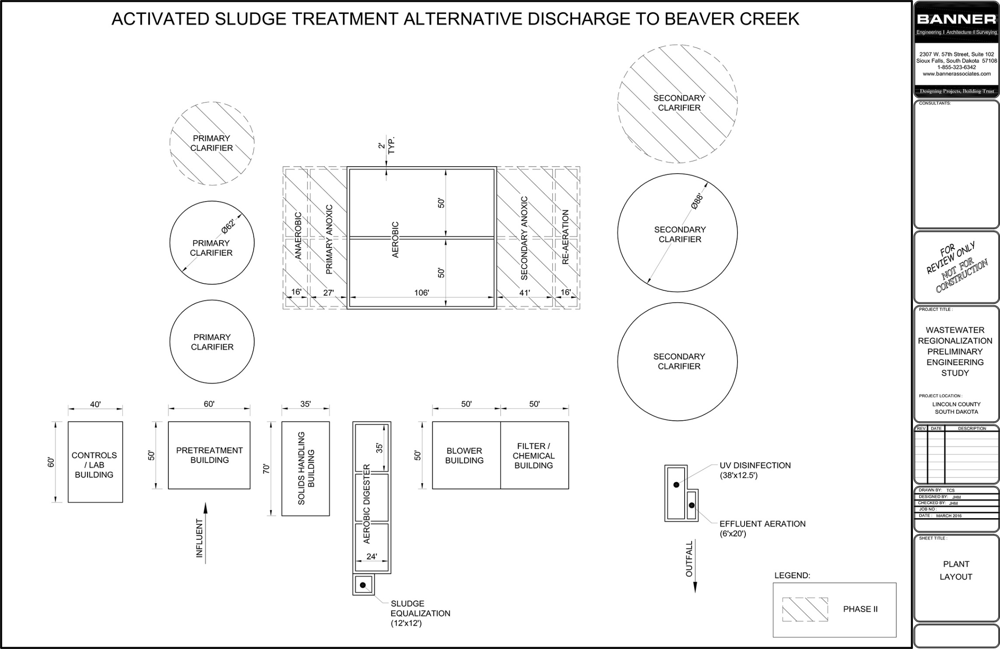 ACTIVATED SLUDGE TREATMENT ALTERNATIVE DISCHARGE TO BEAVER CREEK
PRIMARY
CLARIFIER
Ø62'
PRIMARY
CLARIFIER
PRIMARY
CLARIFIER
2'
TYP.
ANAEROBIC
PRIMARY ANOXIC
AEROBIC
SECONDARY ANOXIC
RE-AERATION
50'
50'
16'
27'
106'
41'
16'
SECONDARY
CLARIFIER
Ø88'
SECONDARY
CLARIFIER
SECONDARY
CLARIFIER
40'
60'
CONTROLS
/ LAB
BUILDING
60'
50'
PRETREATMENT
BUILDING
INFLUENT
35'
70'
SOLIDS HANDLING
BUILDING
35'
AEROBIC DIGESTER
24'
SLUDGE
EQUALIZATION
(12'x12')
50'
50'
50'
BLOWER
BUILDING
FILTER /
CHEMICAL
BUILDING
UV DISINFECTION
(38'x12.5')
EFFLUENT AERATION
(6'x20')
OUTFALL
LEGEND:
PHASE II
BANNER
Engineering I Architecture I Surveying
2307 W. 57th Street, Suite 102
Sioux Falls, South Dakota 57108
1-855-323-6342
www.bannerassociates.com
Designing Projects, Building Trust
CONSULTANTS:
FOR
REVIEW ONLY
NOT FOR
CONSTRUCTION
PROJECT TITLE :
WASTEWATER
REGIONALIZATION
PRELIMINARY
ENGINEERING
STUDY
PROJECT LOCATION :
LINCOLN COUNTY
SOUTH DAKOTA
REV. DATE DESCRIPTION
DRAWN BY: TCS
DESIGNED BY: JHM
CHECKED BY: JHM
JOB NO :
DATE : MARCH 2016
SHEET TITLE :
PLANT
LAYOUT